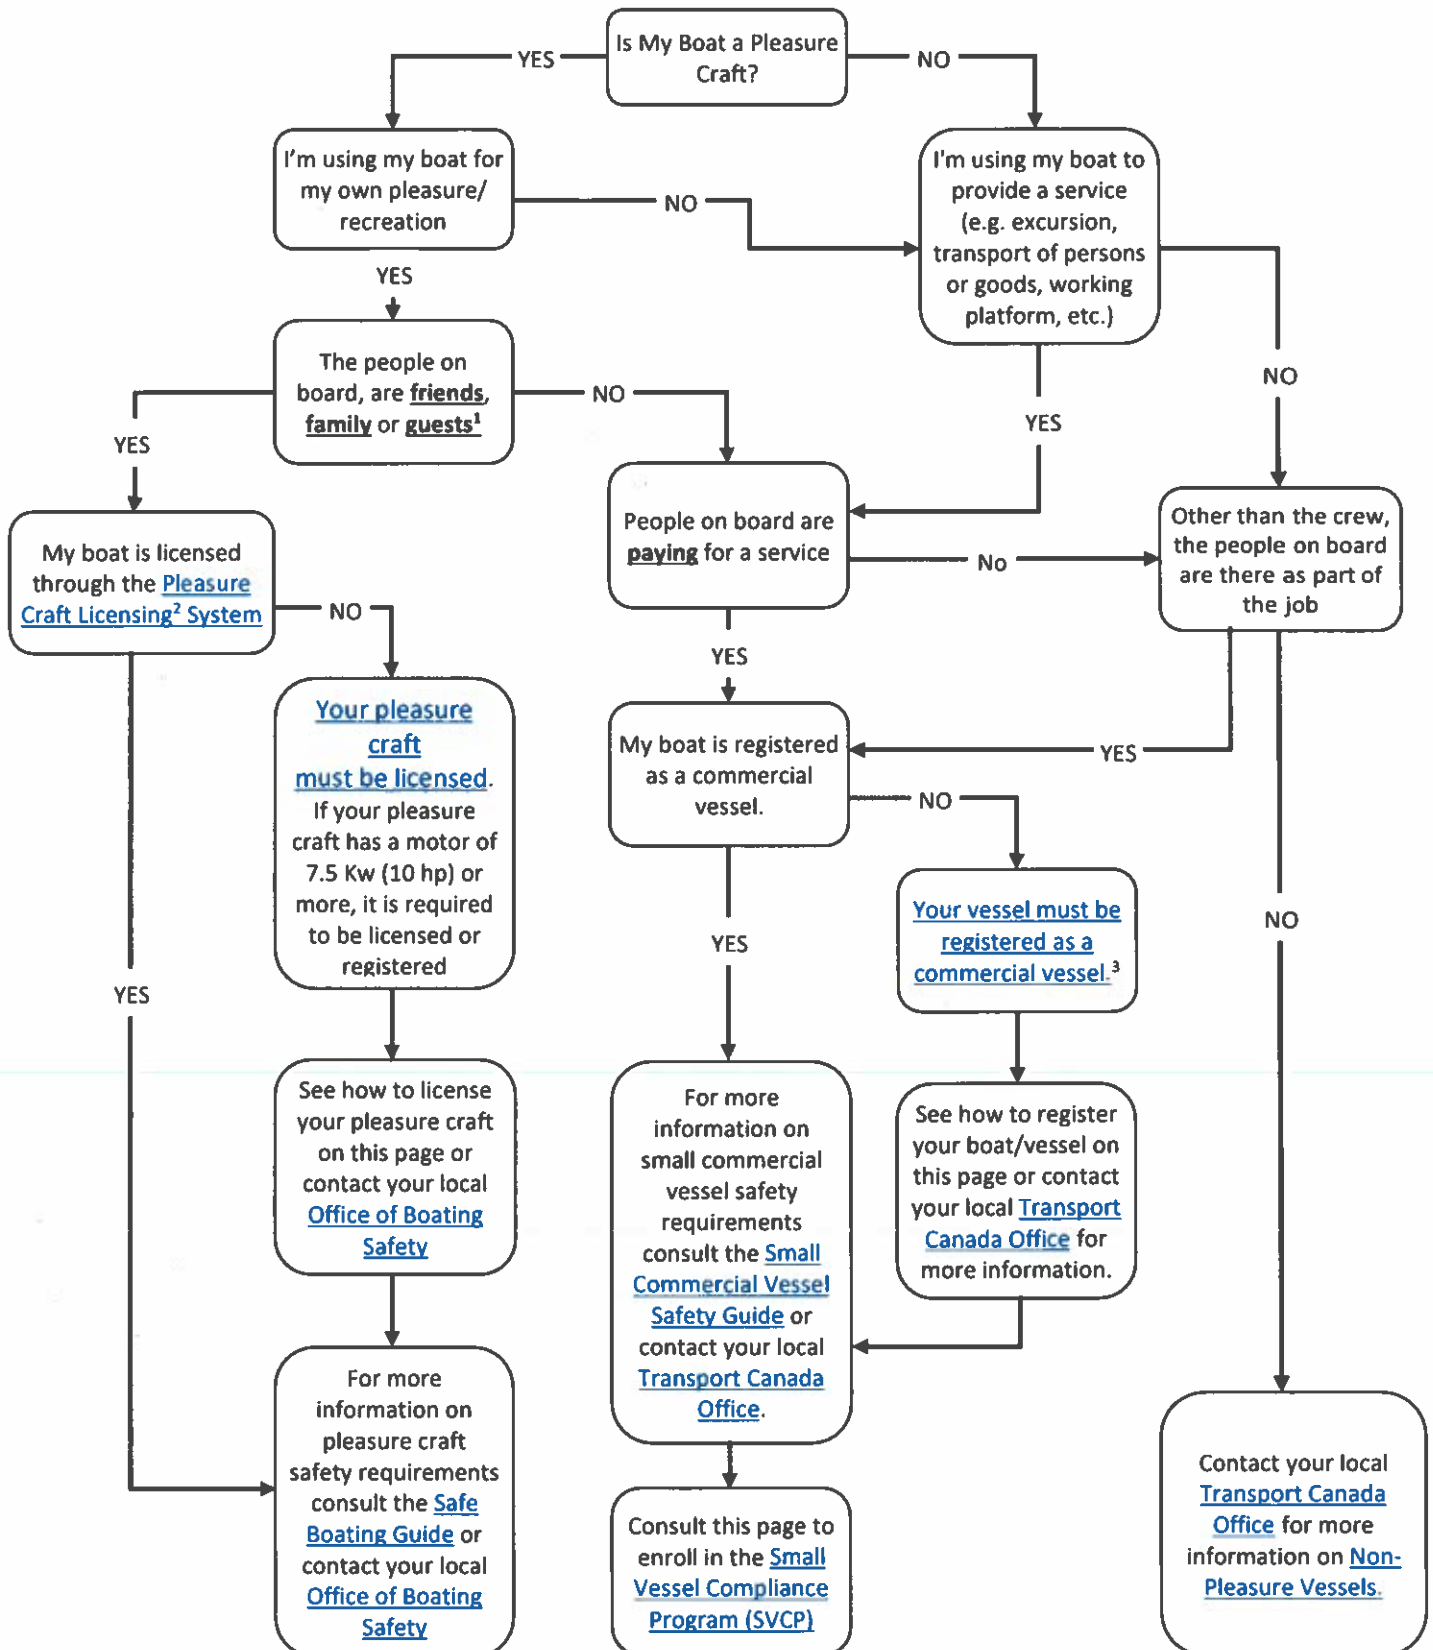 Is My Boat a Pleasure
Craft?
YES
NO
I'm using my boat for
my own pleasure/
recreation
NO
I'm using my boat to
provide a service
(e.g. excursion,
transport of persons
or goods, working
platform, etc.)
YES
The people on
board, are friends,
family or guests¹
NO
YES
NO
YES
People on board are
paying for a service
No
Other than the crew,
the people on board
are there as part of
the job
My boat is licensed
through the Pleasure
Craft Licensing² System
NO
YES
Your pleasure
craft
must be licensed.
If your pleasure
craft has a motor of
7.5 Kw (10 hp) or
more, it is required
to be licensed or
registered
My boat is registered
as a commercial
vessel.
YES
NO
Your vessel must be
registered as a
commercial vessel.³
YES
YES
NO
See how to license
your pleasure craft
on this page or
contact your local
Office of Boating
Safety
For more
information on
small commercial
vessel safety
requirements
consult the Small
Commercial Vessel
Safety Guide or
contact your local
Transport Canada
Office.
See how to register
your boat/vessel on
this page or contact
your local Transport
Canada Office for
more information.
For more
information on
pleasure craft
safety requirements
consult the Safe
Boating Guide or
contact your local
Office of Boating
Safety
Consult this page to
enroll in the Small
Vessel Compliance
Program (SVCP)
Contact your local
Transport Canada
Office for more
information on Non-
Pleasure Vessels.